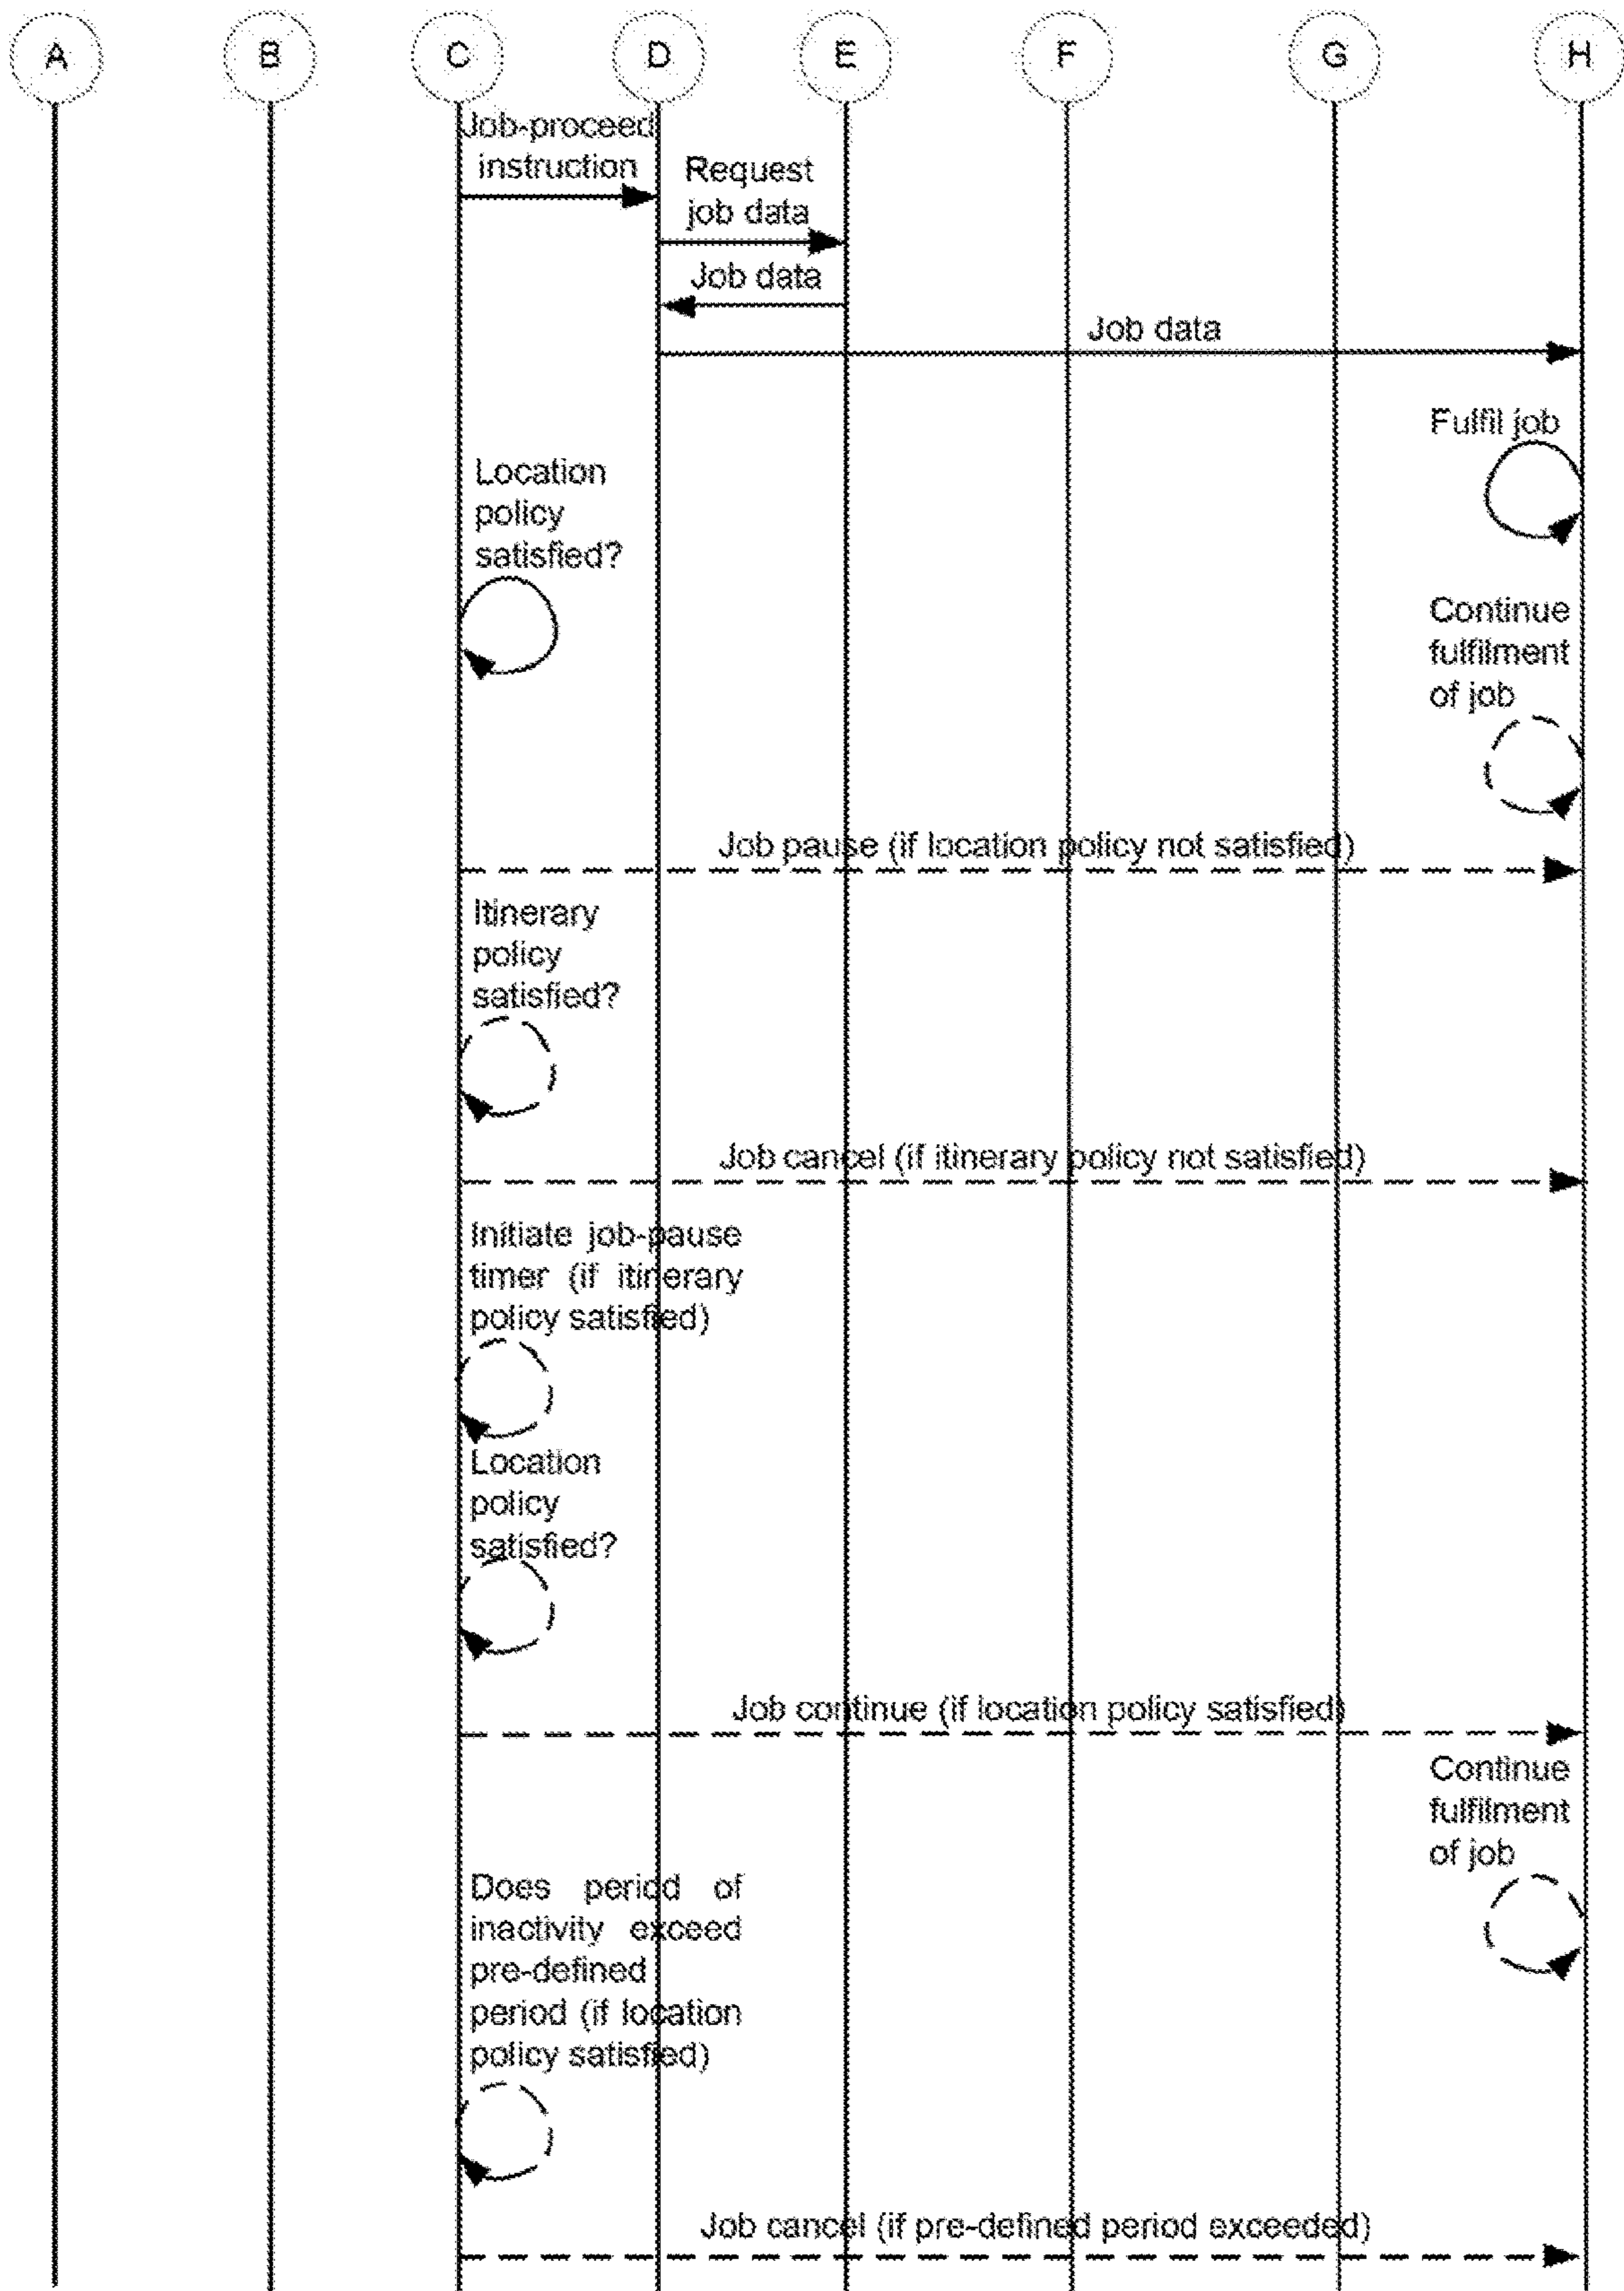 A B C D E F G H
Job-proceed
instruction
Request
job data
Job data
Job data
Fulfil job
Location
policy
satisfied?
Continue
fulfilment
of job
Job pause (if location policy not satisfied)
Itinerary
policy
satisfied?
Job cancel (if itinerary policy not satisfied)
Initiate job-pause
timer (if itinerary
policy satisfied)
Location
policy
satisfied?
Job continue (if location policy satisfied)
Continue
fulfilment
of job
Does period of
inactivity exceed
pre-defined
period (if location
policy satisfied)
Job cancel (if pre-defined period exceeded)